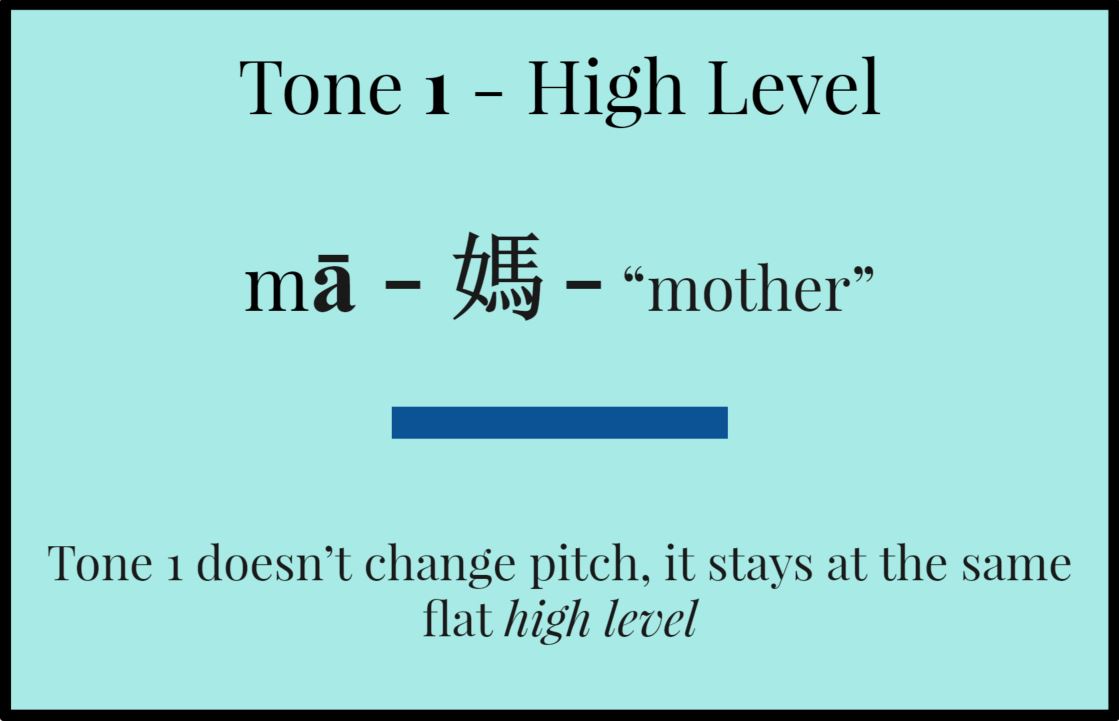 Tone 1 - High Level
mā - 媽 - “mother”
Tone 1 doesn’t change pitch, it stays at the same
flat high level